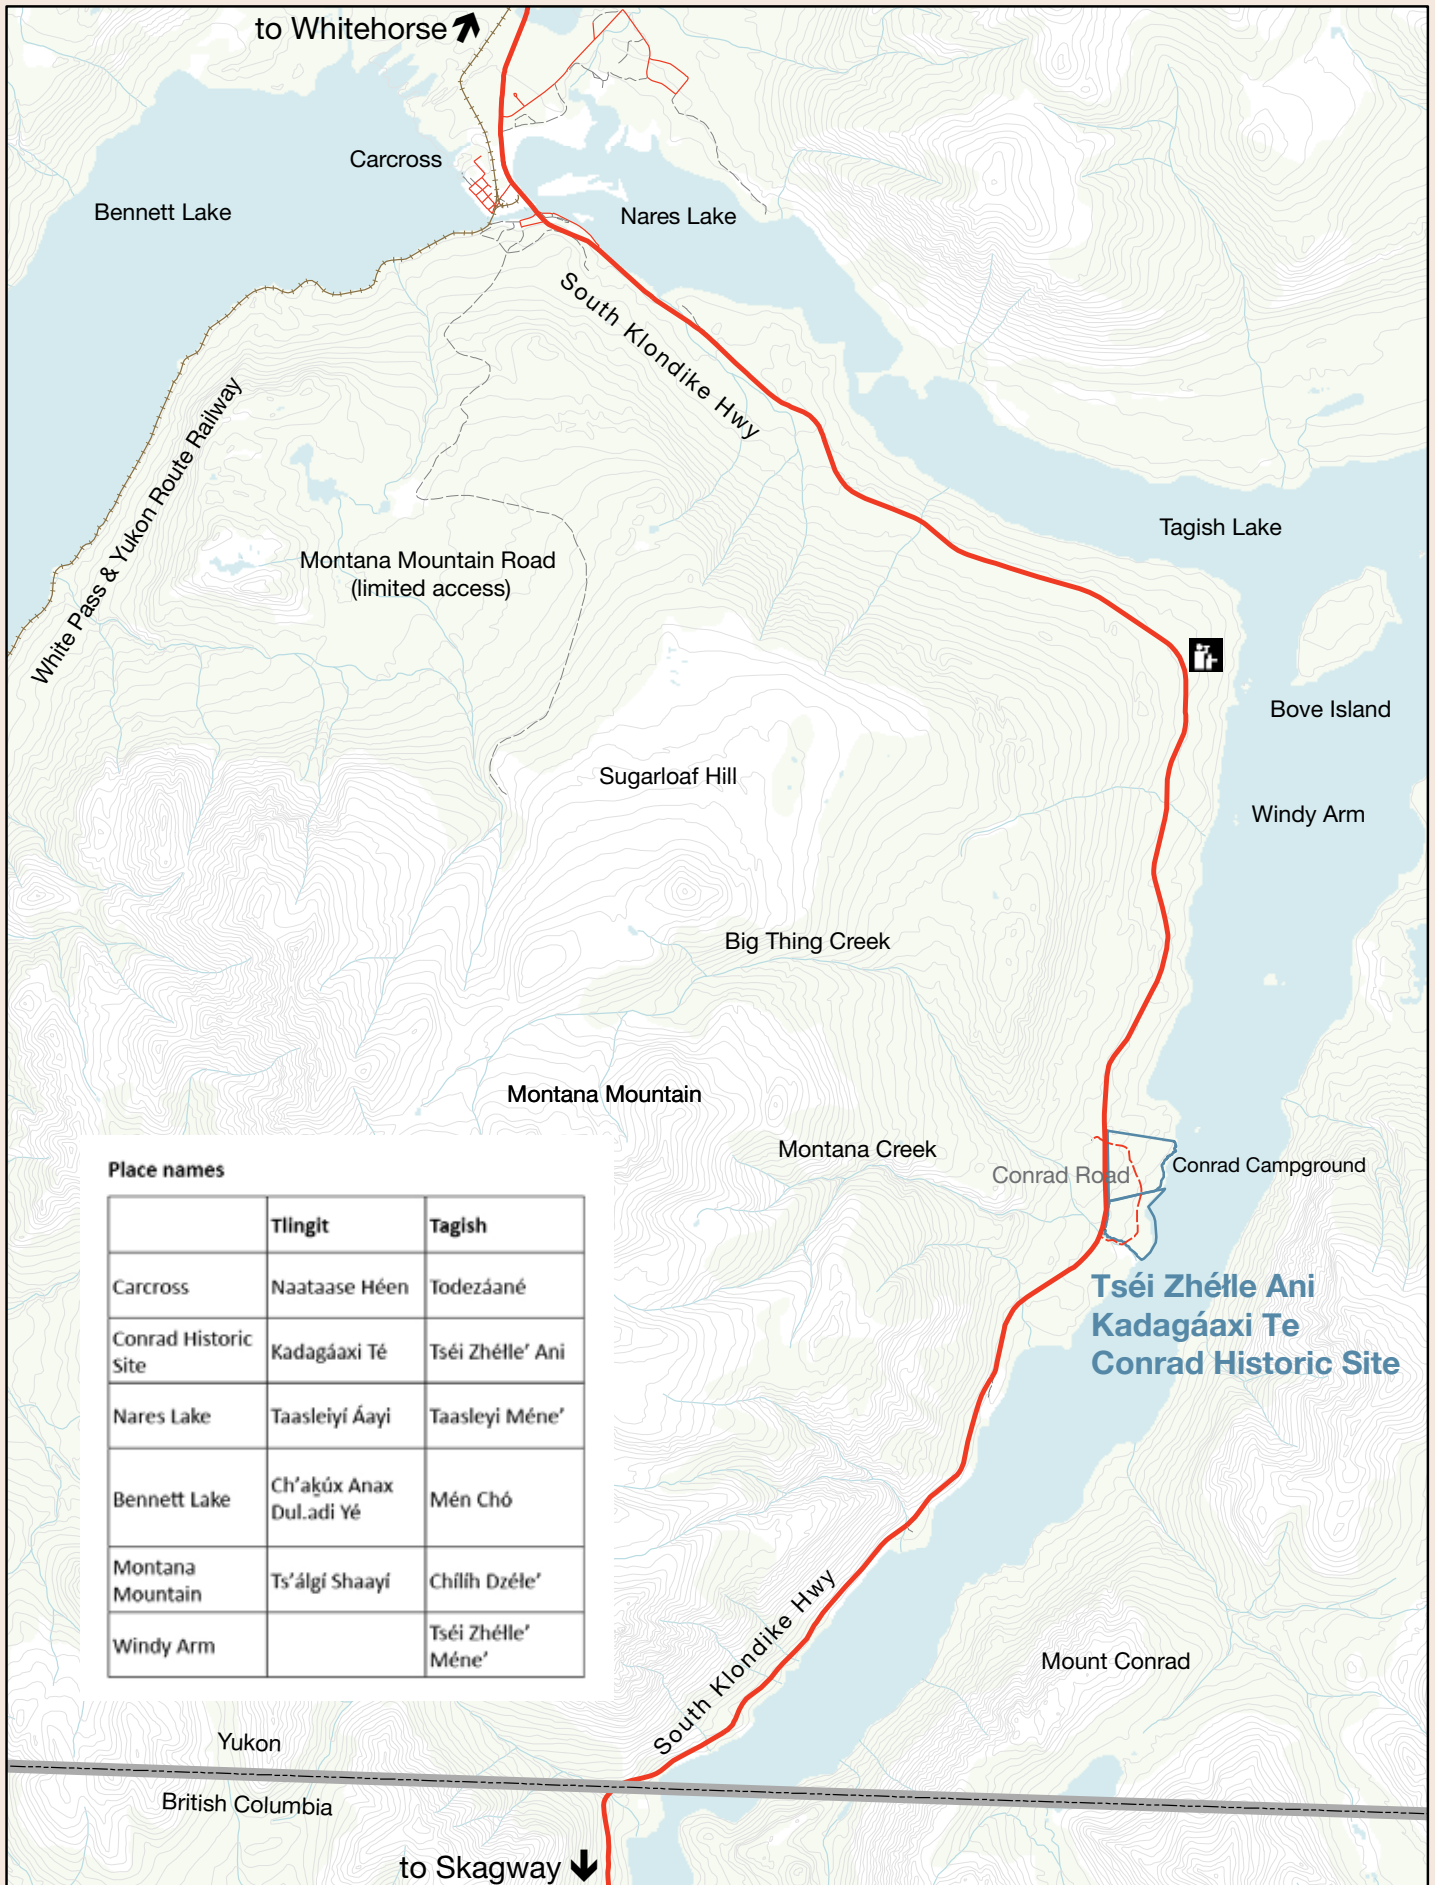 to Whitehorse
Carcross
Bennett Lake
Nares Lake
South Klondike Hwy
White Pass & Yukon Route Railway
Tagish Lake
Montana Mountain Road
(limited access)
Bove Island
Sugarloaf Hill
Windy Arm
Big Thing Creek
Montana Mountain
Montana Creek
Conrad Road
Conrad Campground
Tséi Zhéłle Ani
Kadagáaxi Te
Conrad Historic Site
Place names
Tlingit Tagish
Carcross Naataase Héen Todezáané
Conrad Historic
Site
Kadagáaxi Té Tséi Zhéłle' Ani
Nares Lake Taasleiyí Áayi Taasleyi Méne'
Bennett Lake
Ch'aḵúx Anax
Dul.adi Yé
Mén Chó
Montana
Mountain
Ts'álgí Shaayí Chílíh Dzéłe'
Windy Arm
Tséi Zhéłle'
Méne'
South Klondike Hwy
Mount Conrad
Yukon
British Columbia
to Skagway